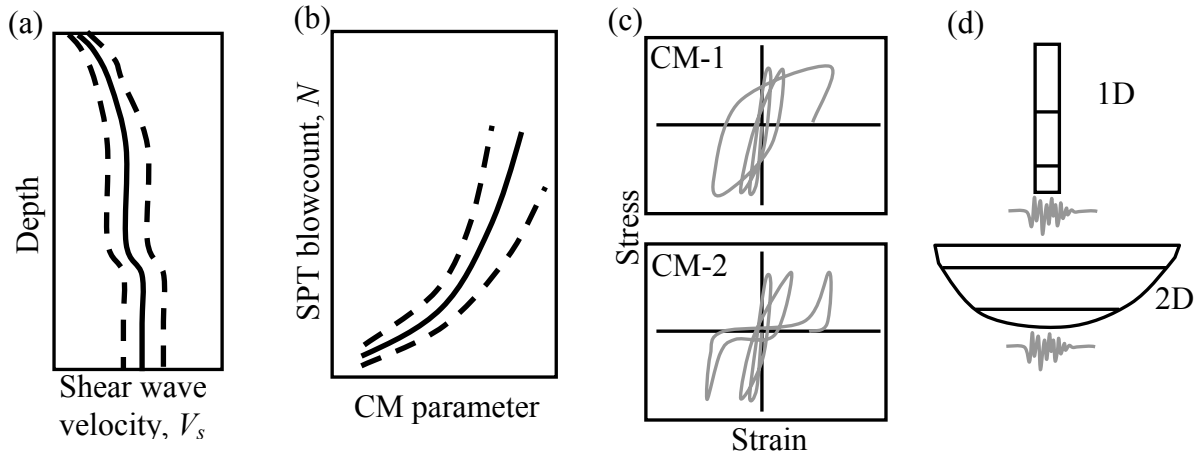 (a)
Depth
Shear wave
velocity, Vs
(b)
SPT blowcount, N
CM parameter
(c)
CM-1
Stress
CM-2
Strain
(d)
1D
2D